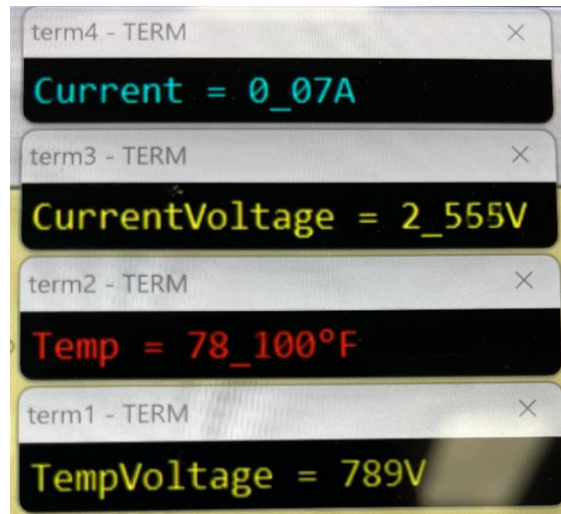 term4 - TERM
Current = 0_07A
term3 - TERM
CurrentVoltage = 2_555V
term2 - TERM
Temp = 78_100°F
term1 - TERM
TempVoltage = 789V